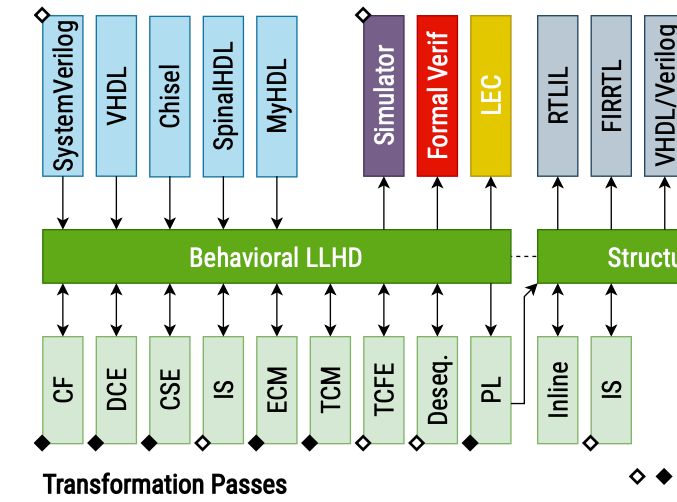 SystemVerilog
VHDL
Chisel
SpinalHDL
MyHDL
Simulator
Formal Verif
LEC
RTLIL
FIRRTL
VHDL/Verilog
Behavioral LLHD
Structu
CF
DCE
CSE
IS
ECM
TCM
TCFE
Deseq.
PL
Inline
IS
Transformation Passes